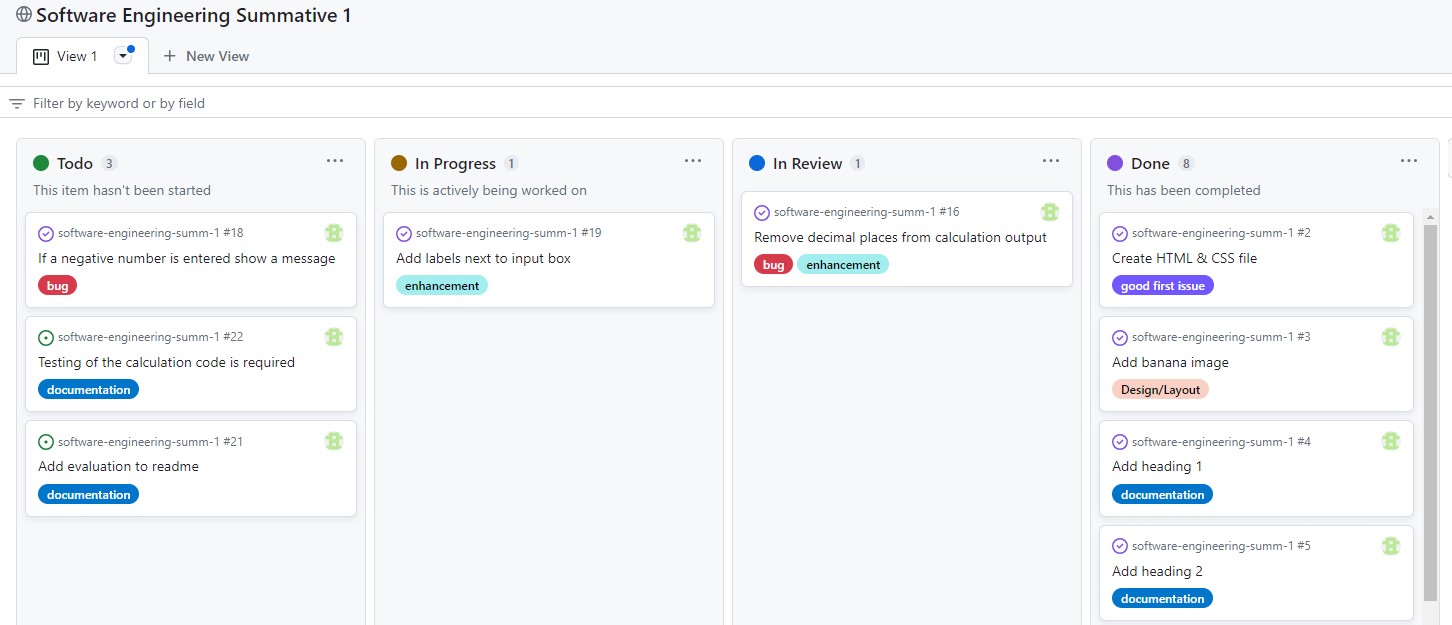 Software Engineering Summative 1
View 1
New View
Filter by keyword or by field
Todo 3
This item hasn't been started
software-engineering-summ-1 #18
If a negative number is entered show a message
bug
software-engineering-summ-1 #22
Testing of the calculation code is required
documentation
software-engineering-summ-1 #21
Add evaluation to readme
documentation
In Progress 1
This is actively being worked on
software-engineering-summ-1 #19
Add labels next to input box
enhancement
In Review 1
software-engineering-summ-1 #16
Remove decimal places from calculation output
bug enhancement
Done 8
This has been completed
software-engineering-summ-1 #2
Create HTML & CSS file
good first issue
software-engineering-summ-1 #3
Add banana image
Design/Layout
software-engineering-summ-1 #4
Add heading 1
documentation
software-engineering-summ-1 #5
Add heading 2
documentation